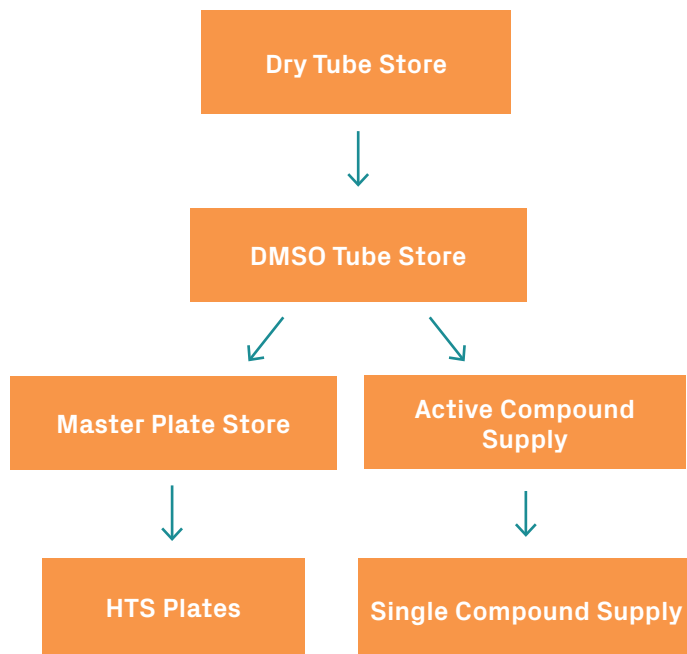 Dry Tube Store
DMSO Tube Store
Master Plate Store
Active Compound
Supply
HTS Plates
Single Compound Supply